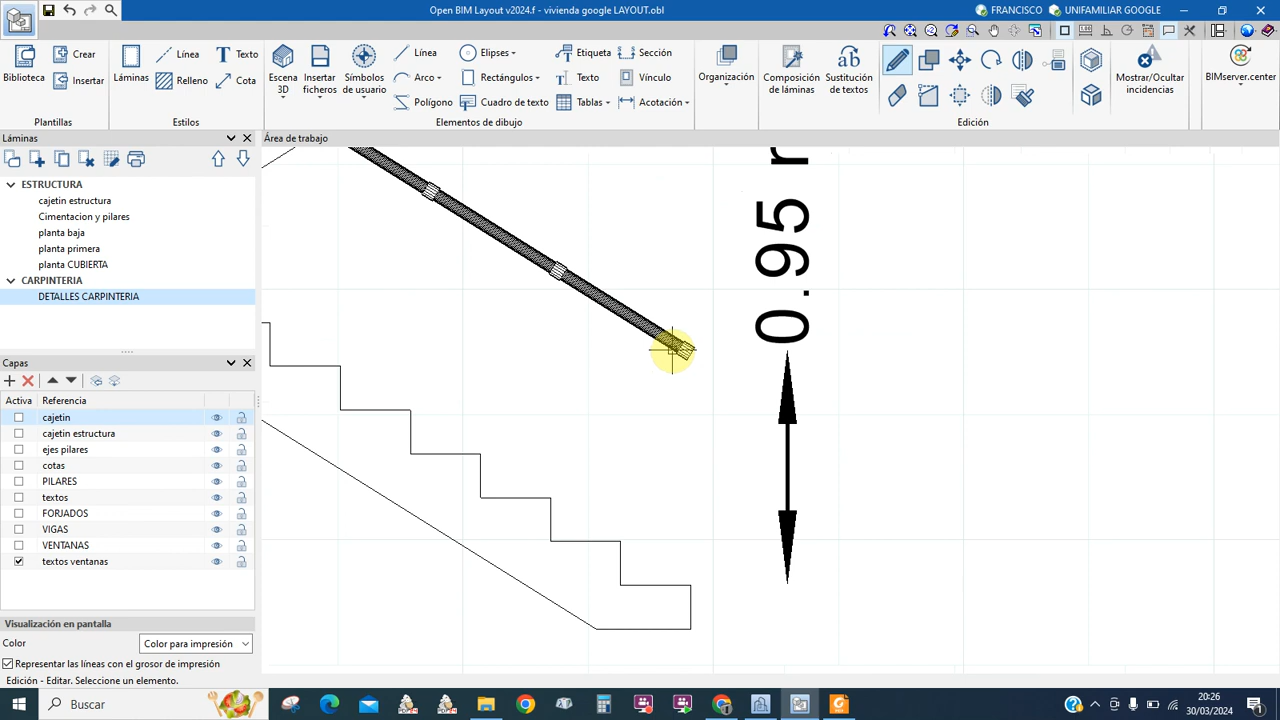 Open BIM Layout v2024.f - vivienda google LAYOUT.obl
FRANCISCO
UNIFAMILIAR GOOGLE
Biblioteca
Crear
Insertar
Plantillas
Láminas
Línea
Relleno
Texto
Cota
Estilos
Escena 3D
Insertar ficheros
Símbolos de usuario
Línea
Arco
Polígono
Elipses
Rectángulos
Cuadro de texto
Etiqueta
Texto
Tablas
Sección
Vínculo
Acotación
Elementos de dibujo
Organización
Composición de láminas
Sustitución de textos
Edición
Mostrar/Ocultar incidencias
BIMserver.center
Láminas
ESTRUCTURA
cajetin estructura
Cimentacion y pilares
planta baja
planta primera
planta CUBIERTA
CARPINTERIA
DETALLES CARPINTERIA
Capas
Activa Referencia
cajetin
cajetin estructura
ejes pilares
cotas
PILARES
textos
FORJADOS
VIGAS
VENTANAS
textos ventanas
Visualización en pantalla
Color
Color para impresión
Representar las líneas con el grosor de impresión
Edición - Editar. Seleccione un elemento.
Área de trabajo
0.95
Buscar
20:26
30/03/2024